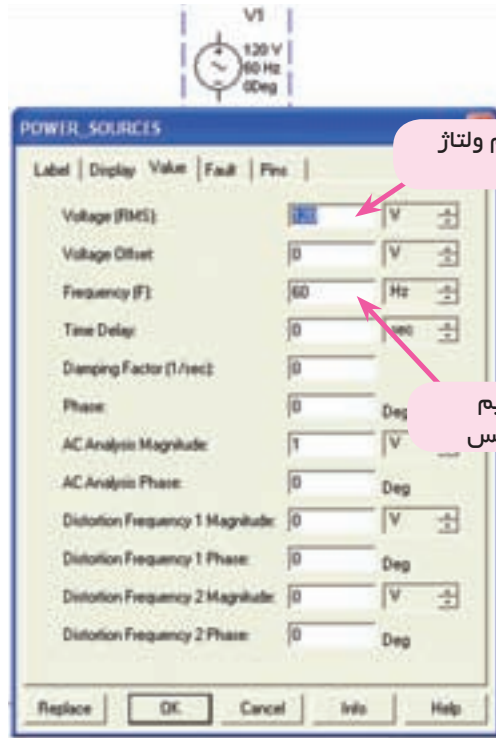 V1
120 V
60 Hz
0Deg
POWER_SOURCES
Label Display Value Fault Pins
ولتاژ
Voltage (RMS): 120 V
Voltage Offset: 0 V
Frequency (F): 60 Hz
Time Delay: 0 sec
Damping Factor (1/sec): 0
Phase: 0 Deg
AC Analysis Magnitude: 1 V
AC Analysis Phase: 0 Deg
Distortion Frequency 1 Magnitude: 0 V
Distortion Frequency 1 Phase: 0 Deg
Distortion Frequency 2 Magnitude: 0 V
Distortion Frequency 2 Phase: 0 Deg
Replace OK Cancel Info Help